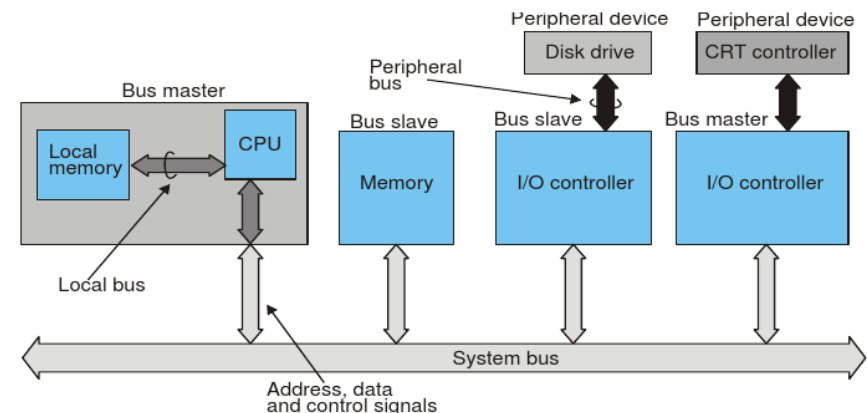 Peripheral device
Peripheral device
Disk drive
CRT controller
Peripheral
bus
Bus master
Bus slave
Bus slave
Bus master
Local
memory
CPU
Memory
I/O controller
I/O controller
Local bus
System bus
Address, data
and control signals